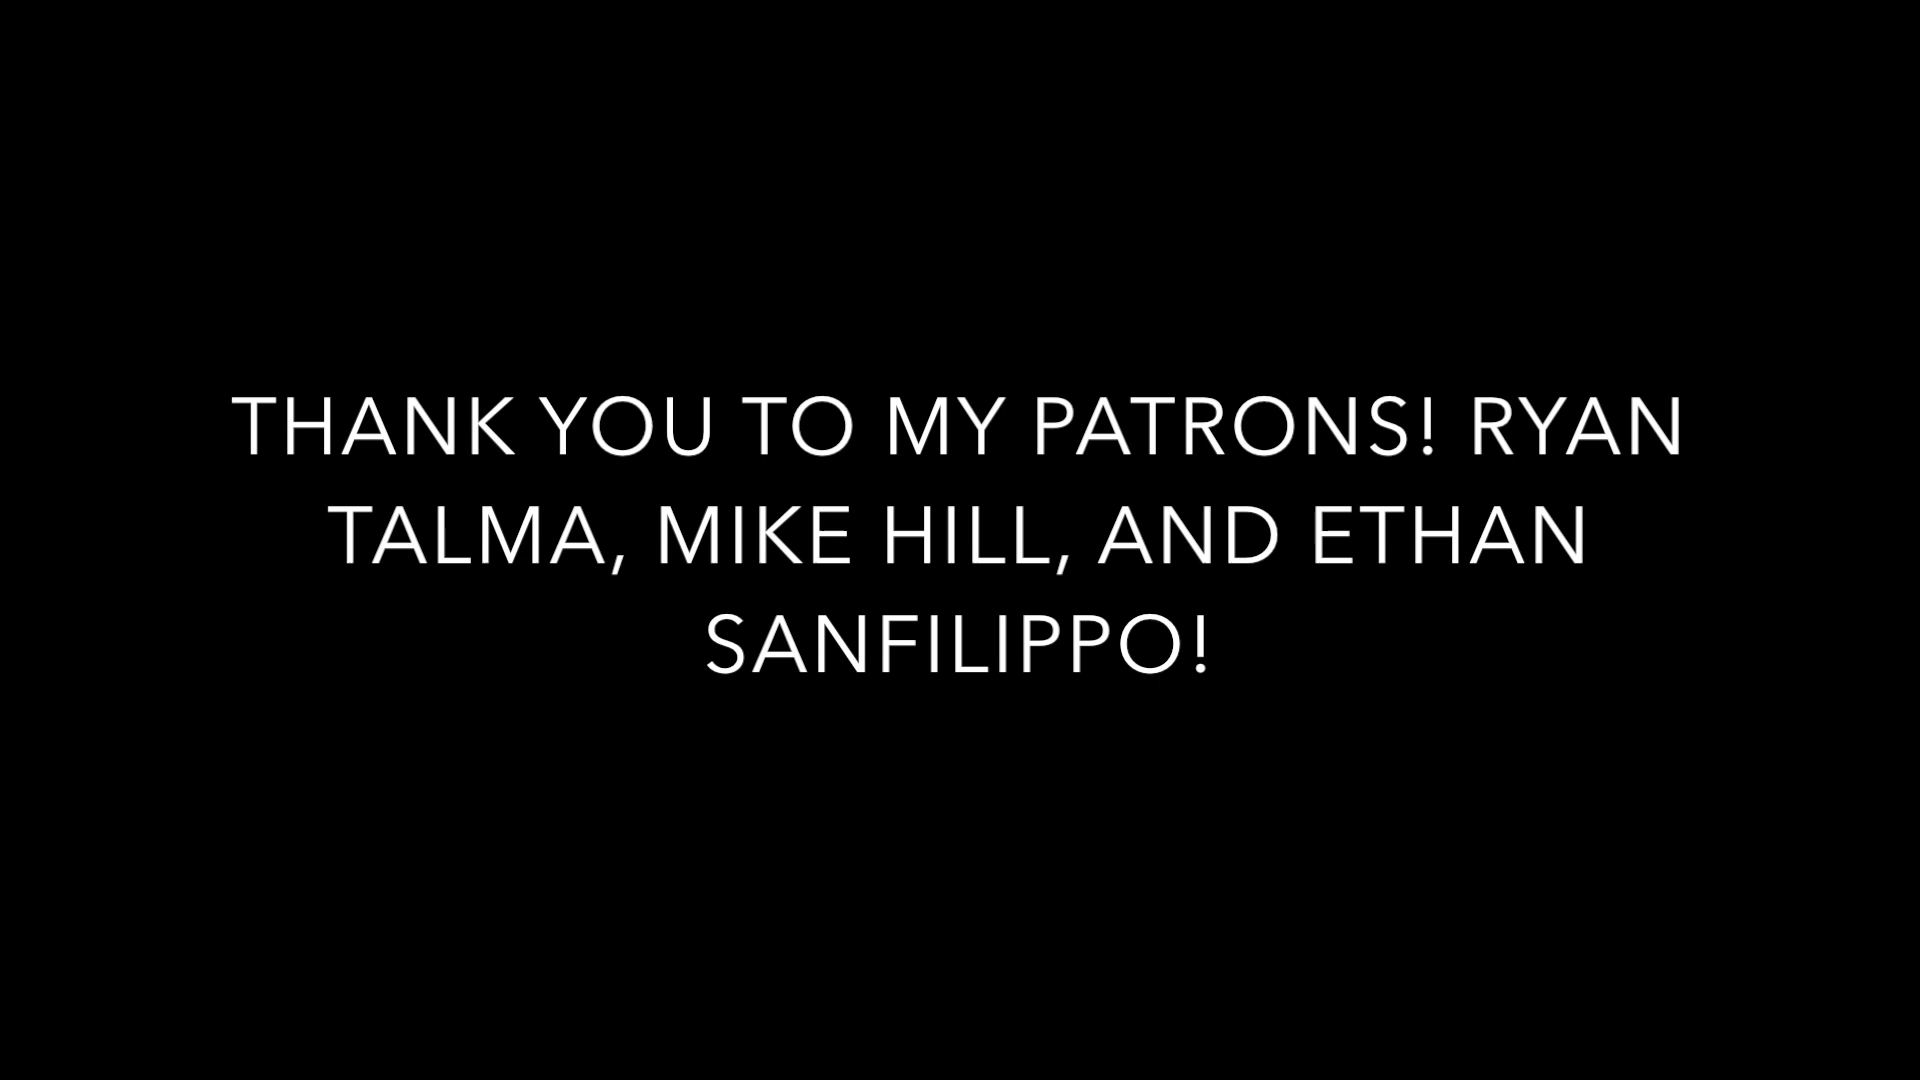 THANK YOU TO MY PATRONS! RYAN
TALMA, MIKE HILL, AND ETHAN
SANFILIPPO!